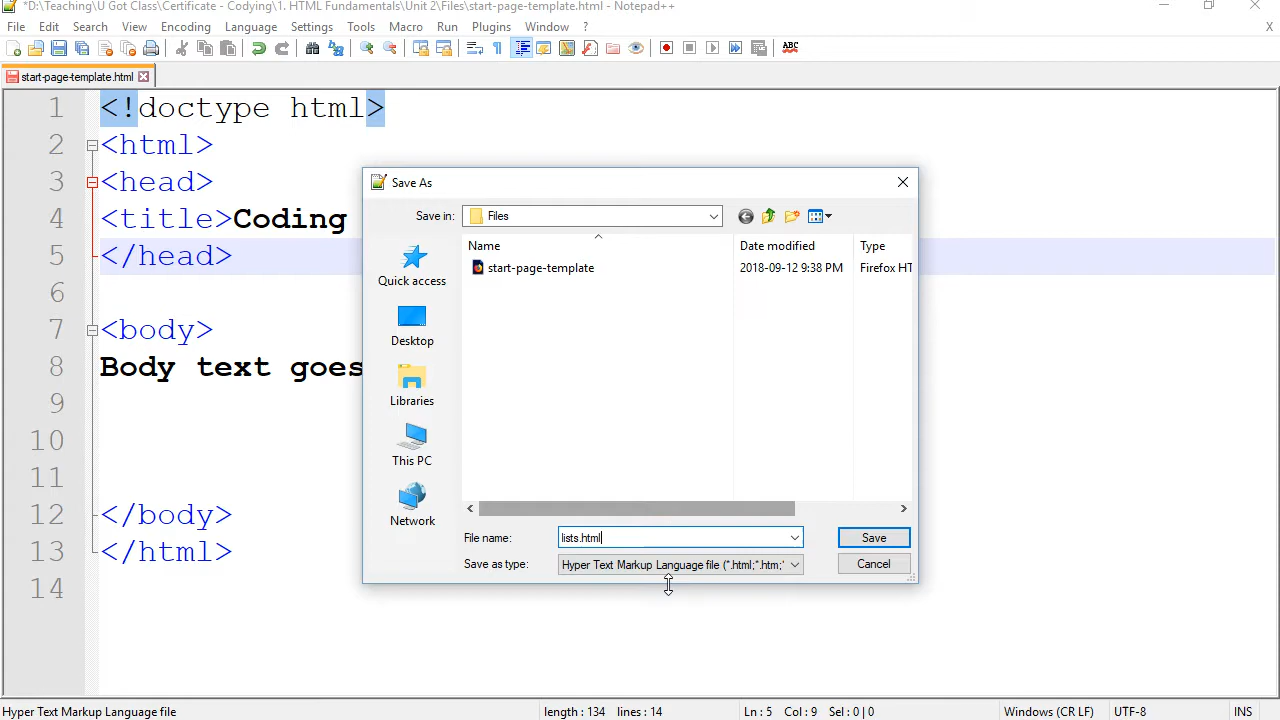 *D:\Teaching\U Got Class\Certificate - Codying\1. HTML Fundamentals\Unit 2\Files\start-page-template.html - Notepad++
File Edit Search View Encoding Language Settings Tools Macro Run Plugins Window ? X
ABC
start-page-template.html
1 <!doctype html>
2 <html>
3 <head>
4 <title>Coding
5 </head>
6
7 <body>
8 Body text goes
9
10
11
12 </body>
13 </html>
14
Save As
Save in: Files
Name Date modified Type
start-page-template 2018-09-12 9:38 PM Firefox HT
Quick access
Desktop
Libraries
This PC
Network
File name: lists.html Save
Save as type: Hyper Text Markup Language file (*.html;*.htm;* Cancel
Hyper Text Markup Language file length : 134 lines : 14 Ln : 5 Col : 9 Sel : 0 | 0 Windows (CR LF) UTF-8 INS